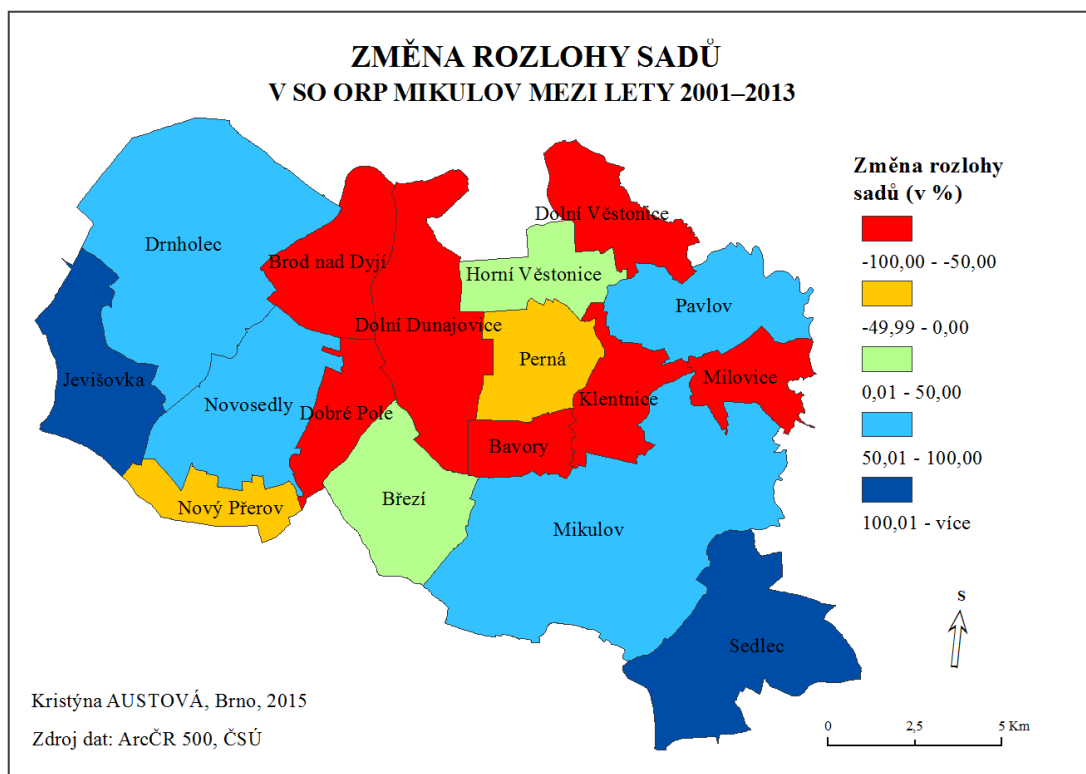 ZMĚNA ROZLOHY SADŮ
V SO ORP MIKULOV MEZI LETY 2001–2013
Změna rozlohy
sadů (v %)
-100,00 - -50,00
-49,99 - 0,00
0,01 - 50,00
50,01 - 100,00
100,01 - více
Dolní Věstonice
Drnholec
Brod nad Dyjí
Horní Věstonice
Pavlov
Dolní Dunajovice
Perná
Jevišovka
Milovice
Novosedly
Klentnice
Dobré Pole
Bavory
Březí
Nový Přerov
Mikulov
Sedlec
S
Kristýna AUSTOVÁ, Brno, 2015
Zdroj dat: ArcČR 500, ČSÚ
0 2,5 5 Km